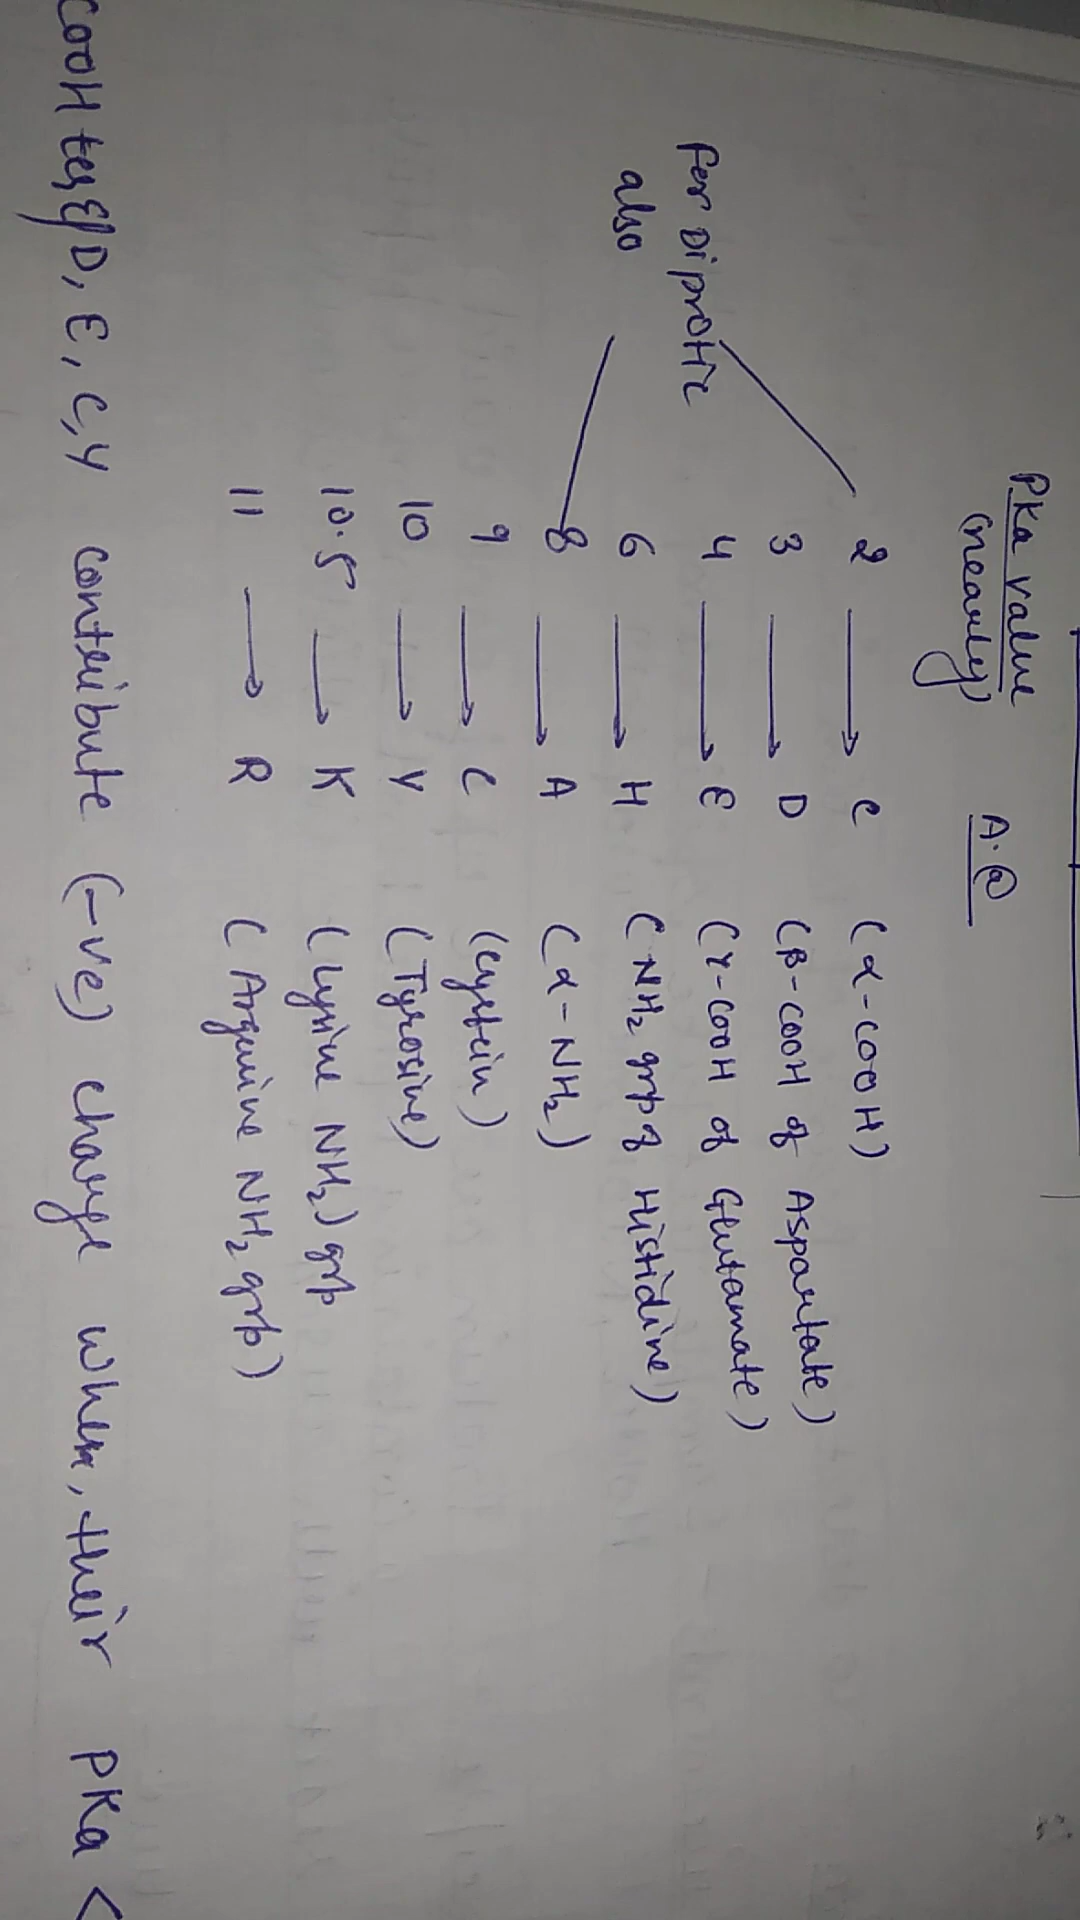 PKa value A.@
(nearly)
2 → C (α-COOH)
3 → D (β-COOH of Aspartate)
4 → E (γ-COOH of Glutamate)
For Diprotic also
6 → H (NH₂ grp of Histidine)
8 → A (α-NH₂)
9 → C (Cystein)
10 → Y (Tyrosine)
10.5 → K (Lysine NH₂) grp
11 → R (Arginine NH₂ grp)
COOH D, E, C, Y contribute (-ve) charge when, their PKa <